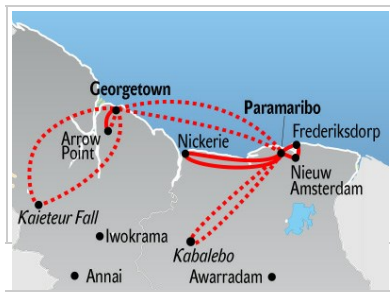 Georgetown
Paramaribo
Frederiksdorp
Arrow
Point
Nickerie
Nieuw
Amsterdam
Kaieteur Fall
Iwokrama
Kabalebo
Annai
Awarradam